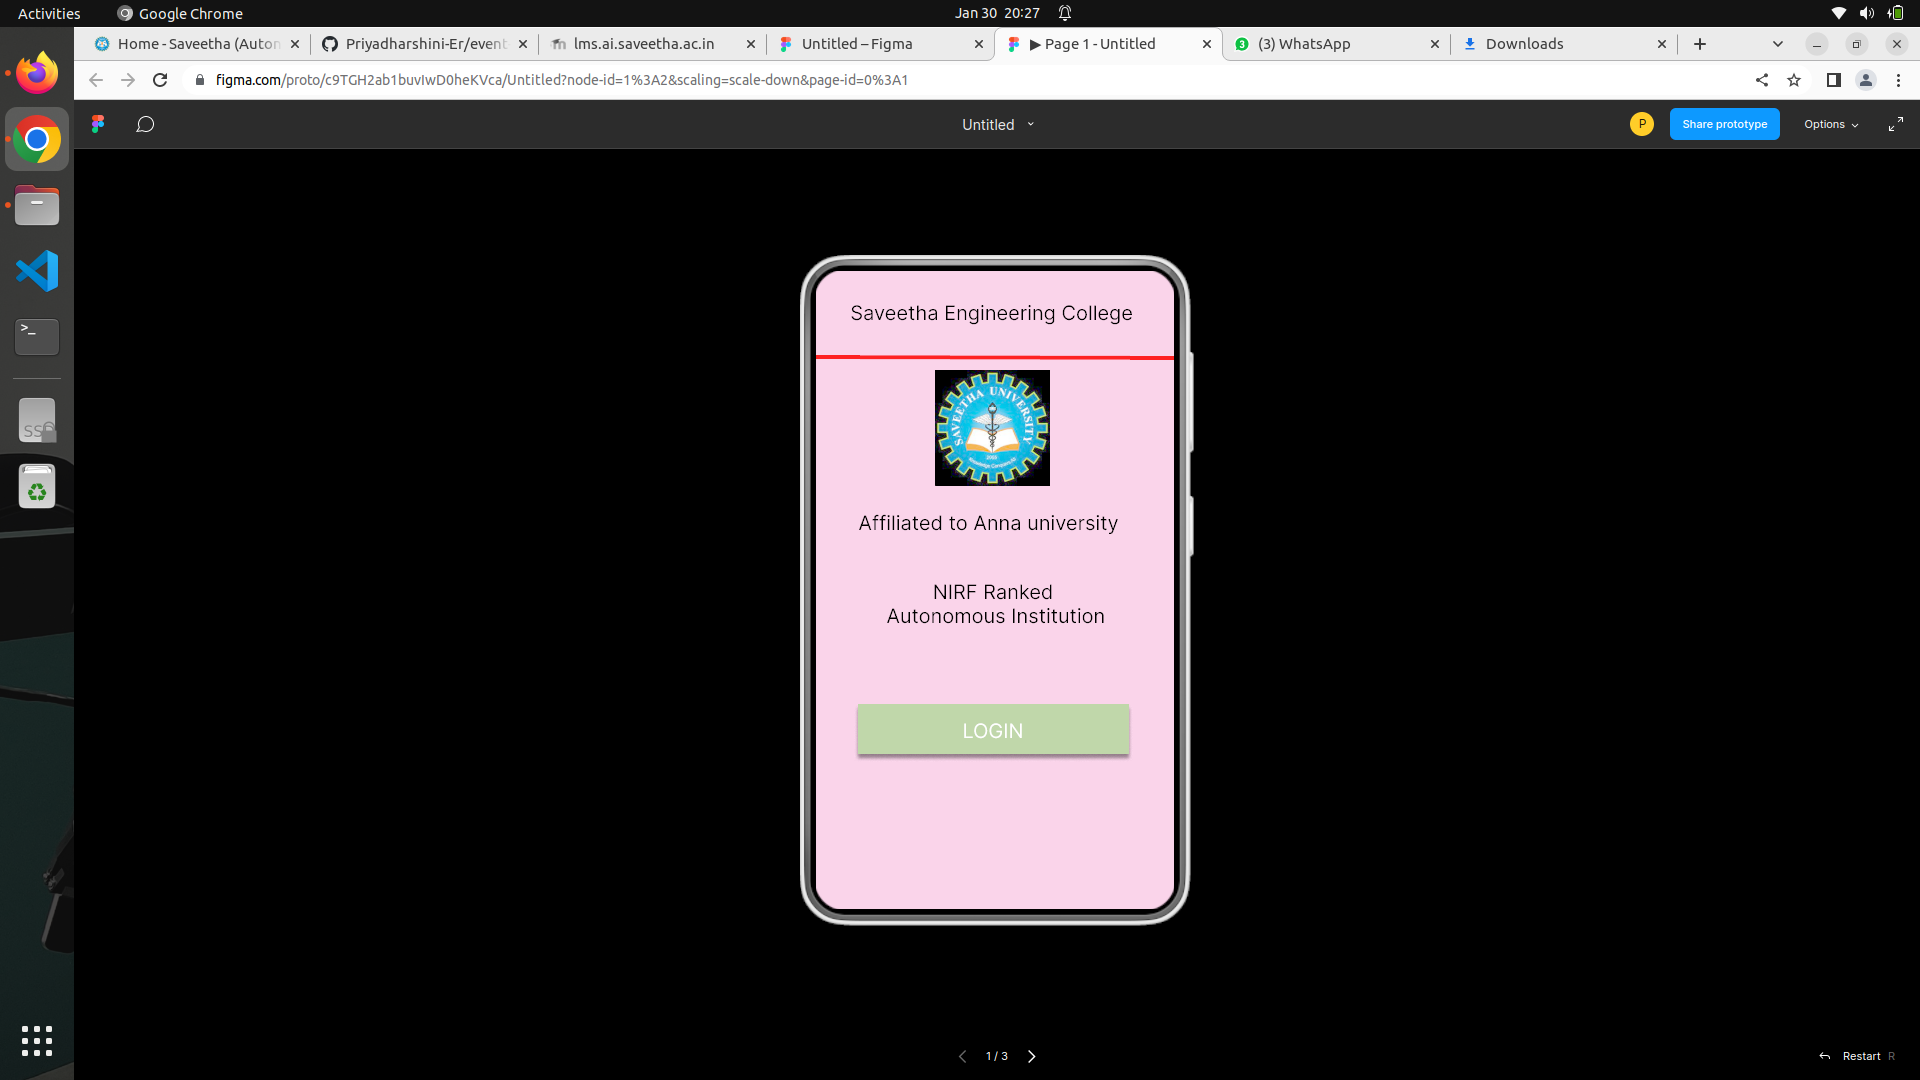 Activities
Google Chrome
Jan 30 20:27
Home - Saveetha (Auton
Priyadharshini-Er/event
lms.ai.saveetha.ac.in
Untitled – Figma
▶ Page 1 - Untitled
(3) WhatsApp
Downloads
figma.com/proto/c9TGH2ab1buvIwD0heKVca/Untitled?node-id=1%3A2&scaling=scale-down&page-id=0%3A1
Untitled
P
Share prototype
Options
Saveetha Engineering College
SAVEETHA UNIVERSITY
Affiliated to Anna university
NIRF Ranked
Autonomous Institution
LOGIN
1 / 3
Restart R